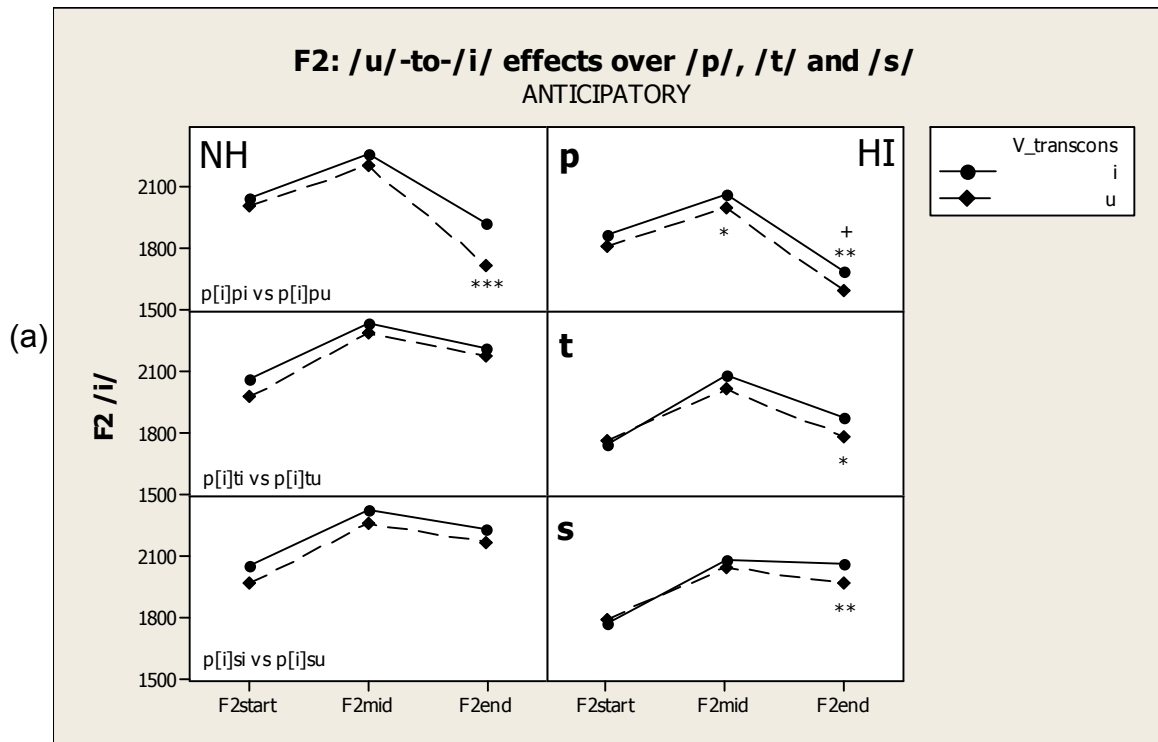 F2: /u/-to-/i/ effects over /p/, /t/ and /s/
ANTICIPATORY
(a)
F2 /i/
NH
p
HI
V_transcons
i
u
2100
1800
1500
*
+
**
***
p[i]pi vs p[i]pu
t
2100
1800
1500
*
p[i]ti vs p[i]tu
s
2100
1800
1500
**
p[i]si vs p[i]su
F2start F2mid F2end F2start F2mid F2end